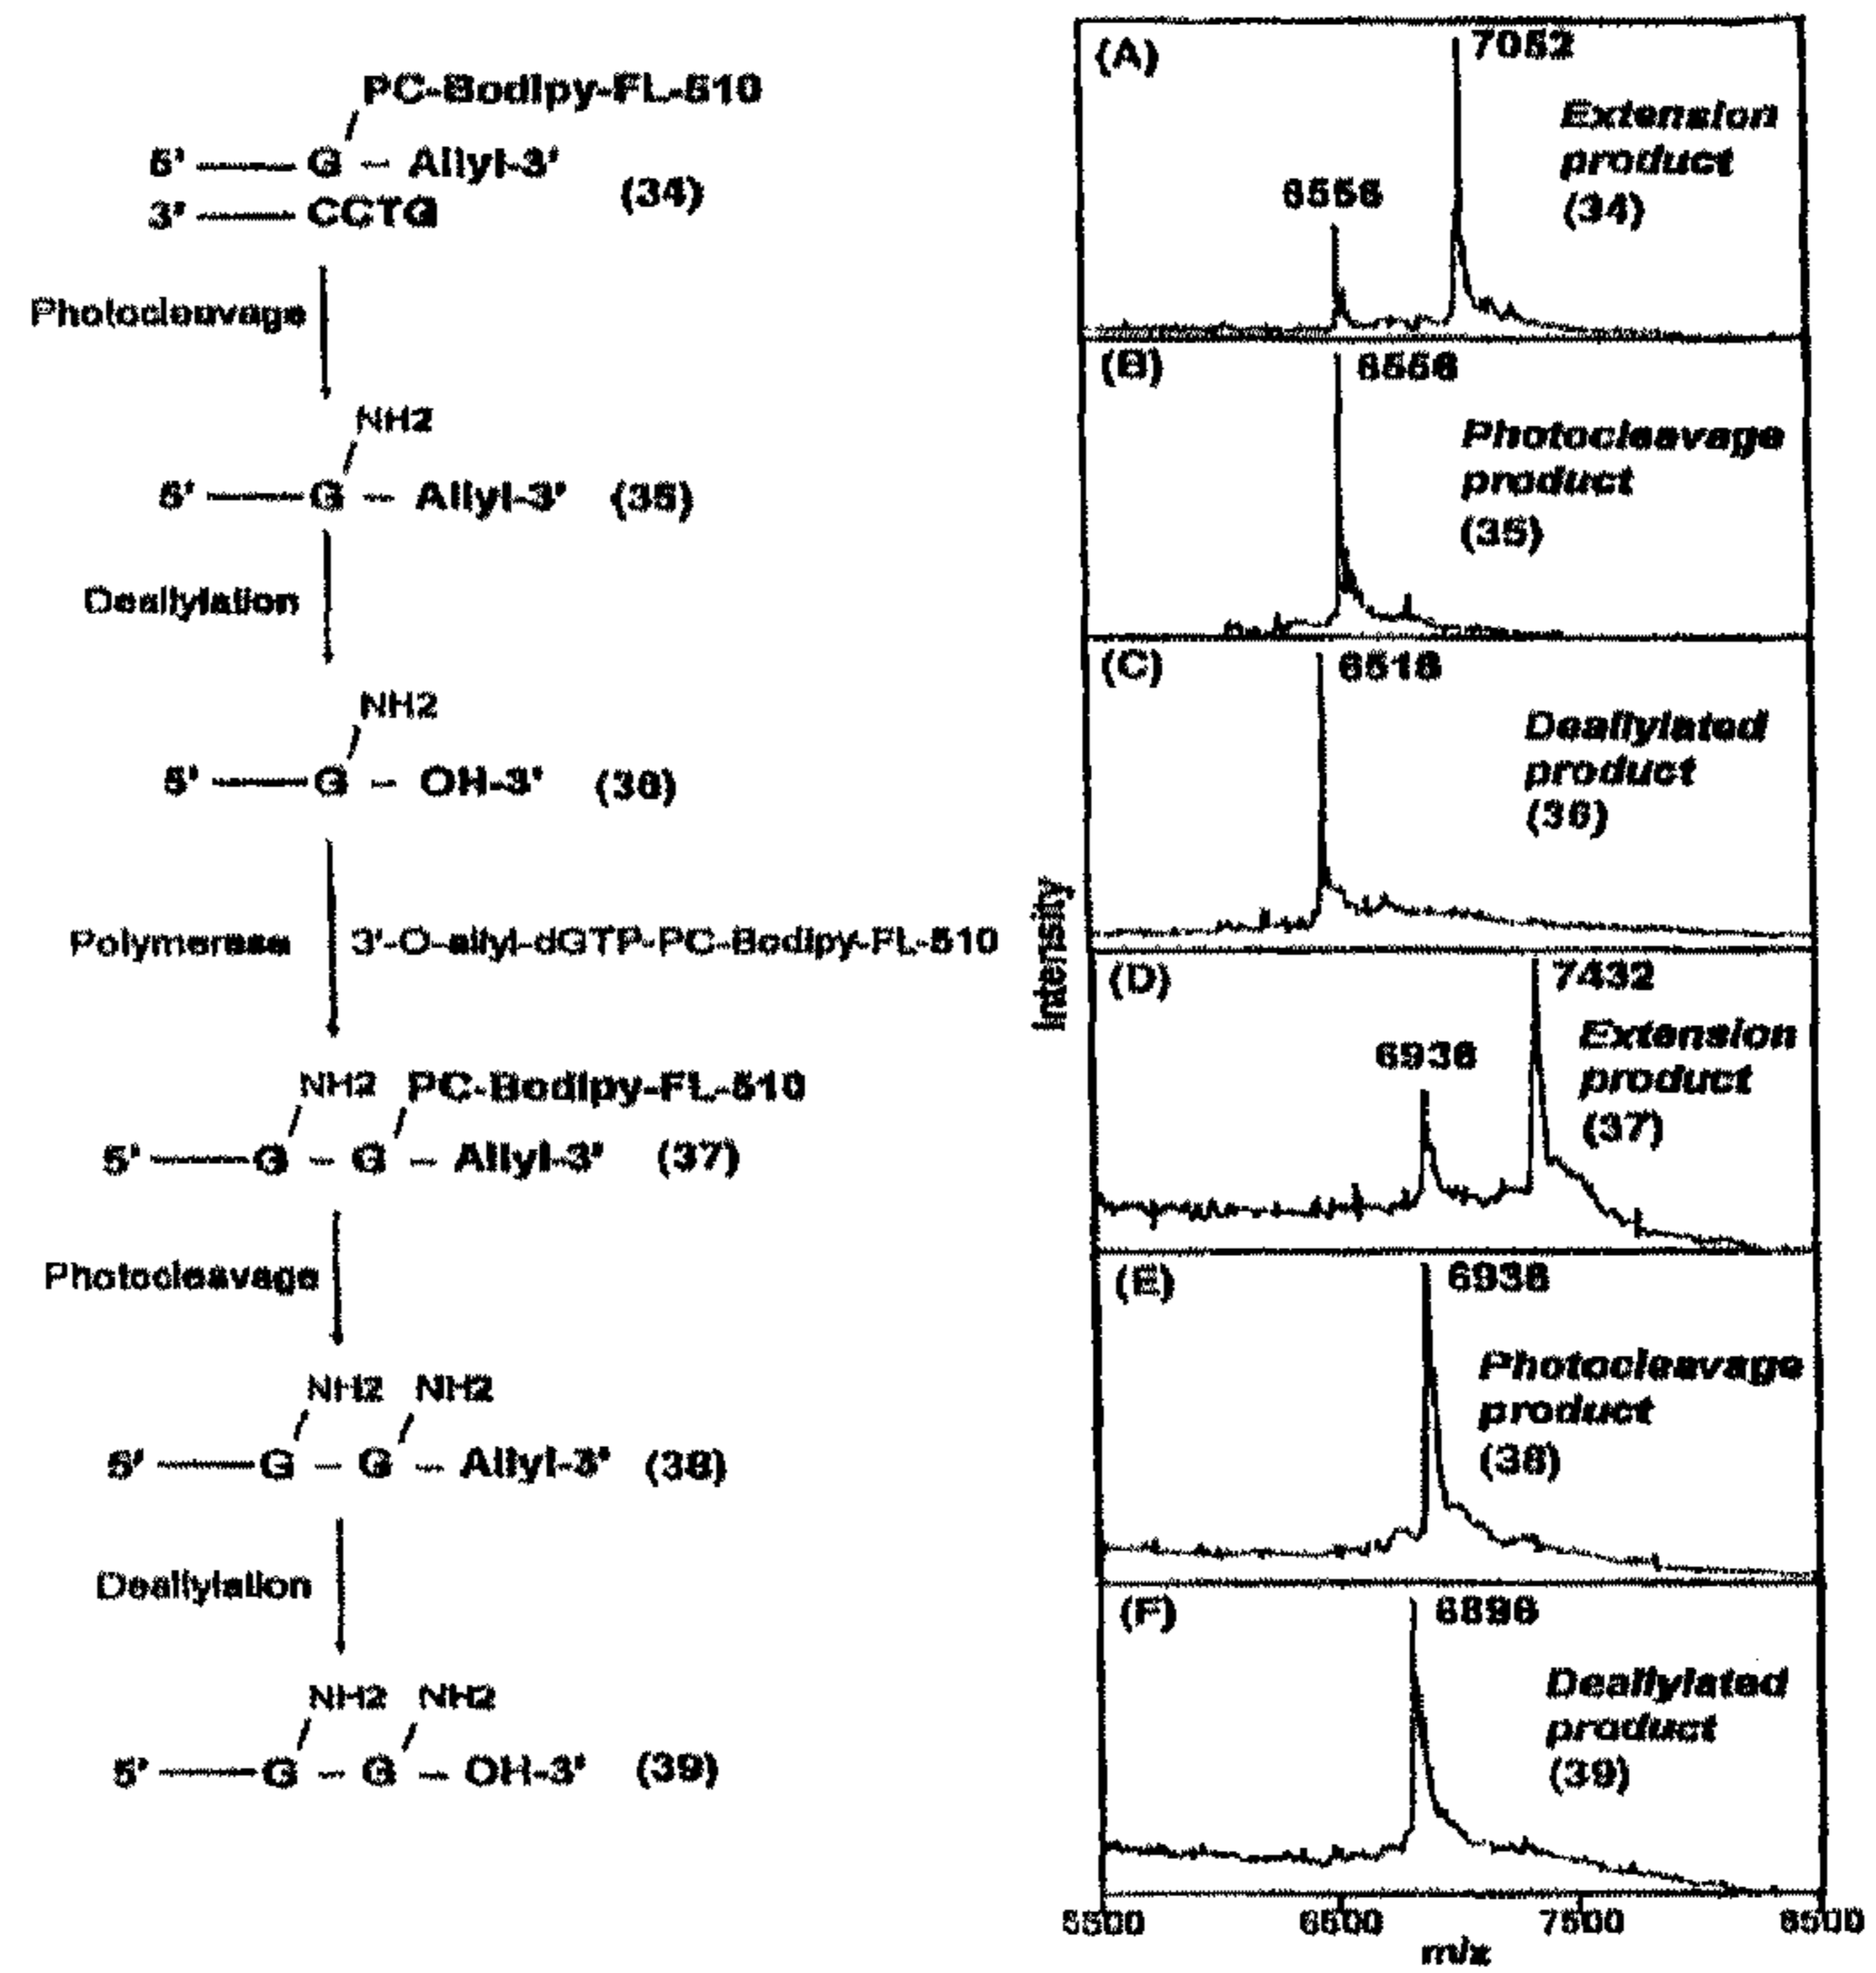 PC-Bodipy-FL-510
5' G - Allyl-3'
(34)
3' CCTG
Photocleavage
NH2
5' G - Allyl-3' (35)
Deallylation
NH2
5' G - OH-3' (36)
Polymerase 3'-O-allyl-dGTP-PC-Bodipy-FL-510
NH2 PC-Bodipy-FL-510
5' G - G - Allyl-3' (37)
Photocleavage
NH2 NH2
5' G - G - Allyl-3' (38)
Deallylation
NH2 NH2
5' G - G - OH-3' (39)
Intensity
(A)
7052
6556
Extension
product
(34)
(B)
6556
Photocleavage
product
(35)
(C)
6516
Deallylated
product
(36)
(D)
7432
6936
Extension
product
(37)
(E)
6936
Photocleavage
product
(38)
(F)
6896
Deallylated
product
(39)
5500 6500 7500 8500
m/z